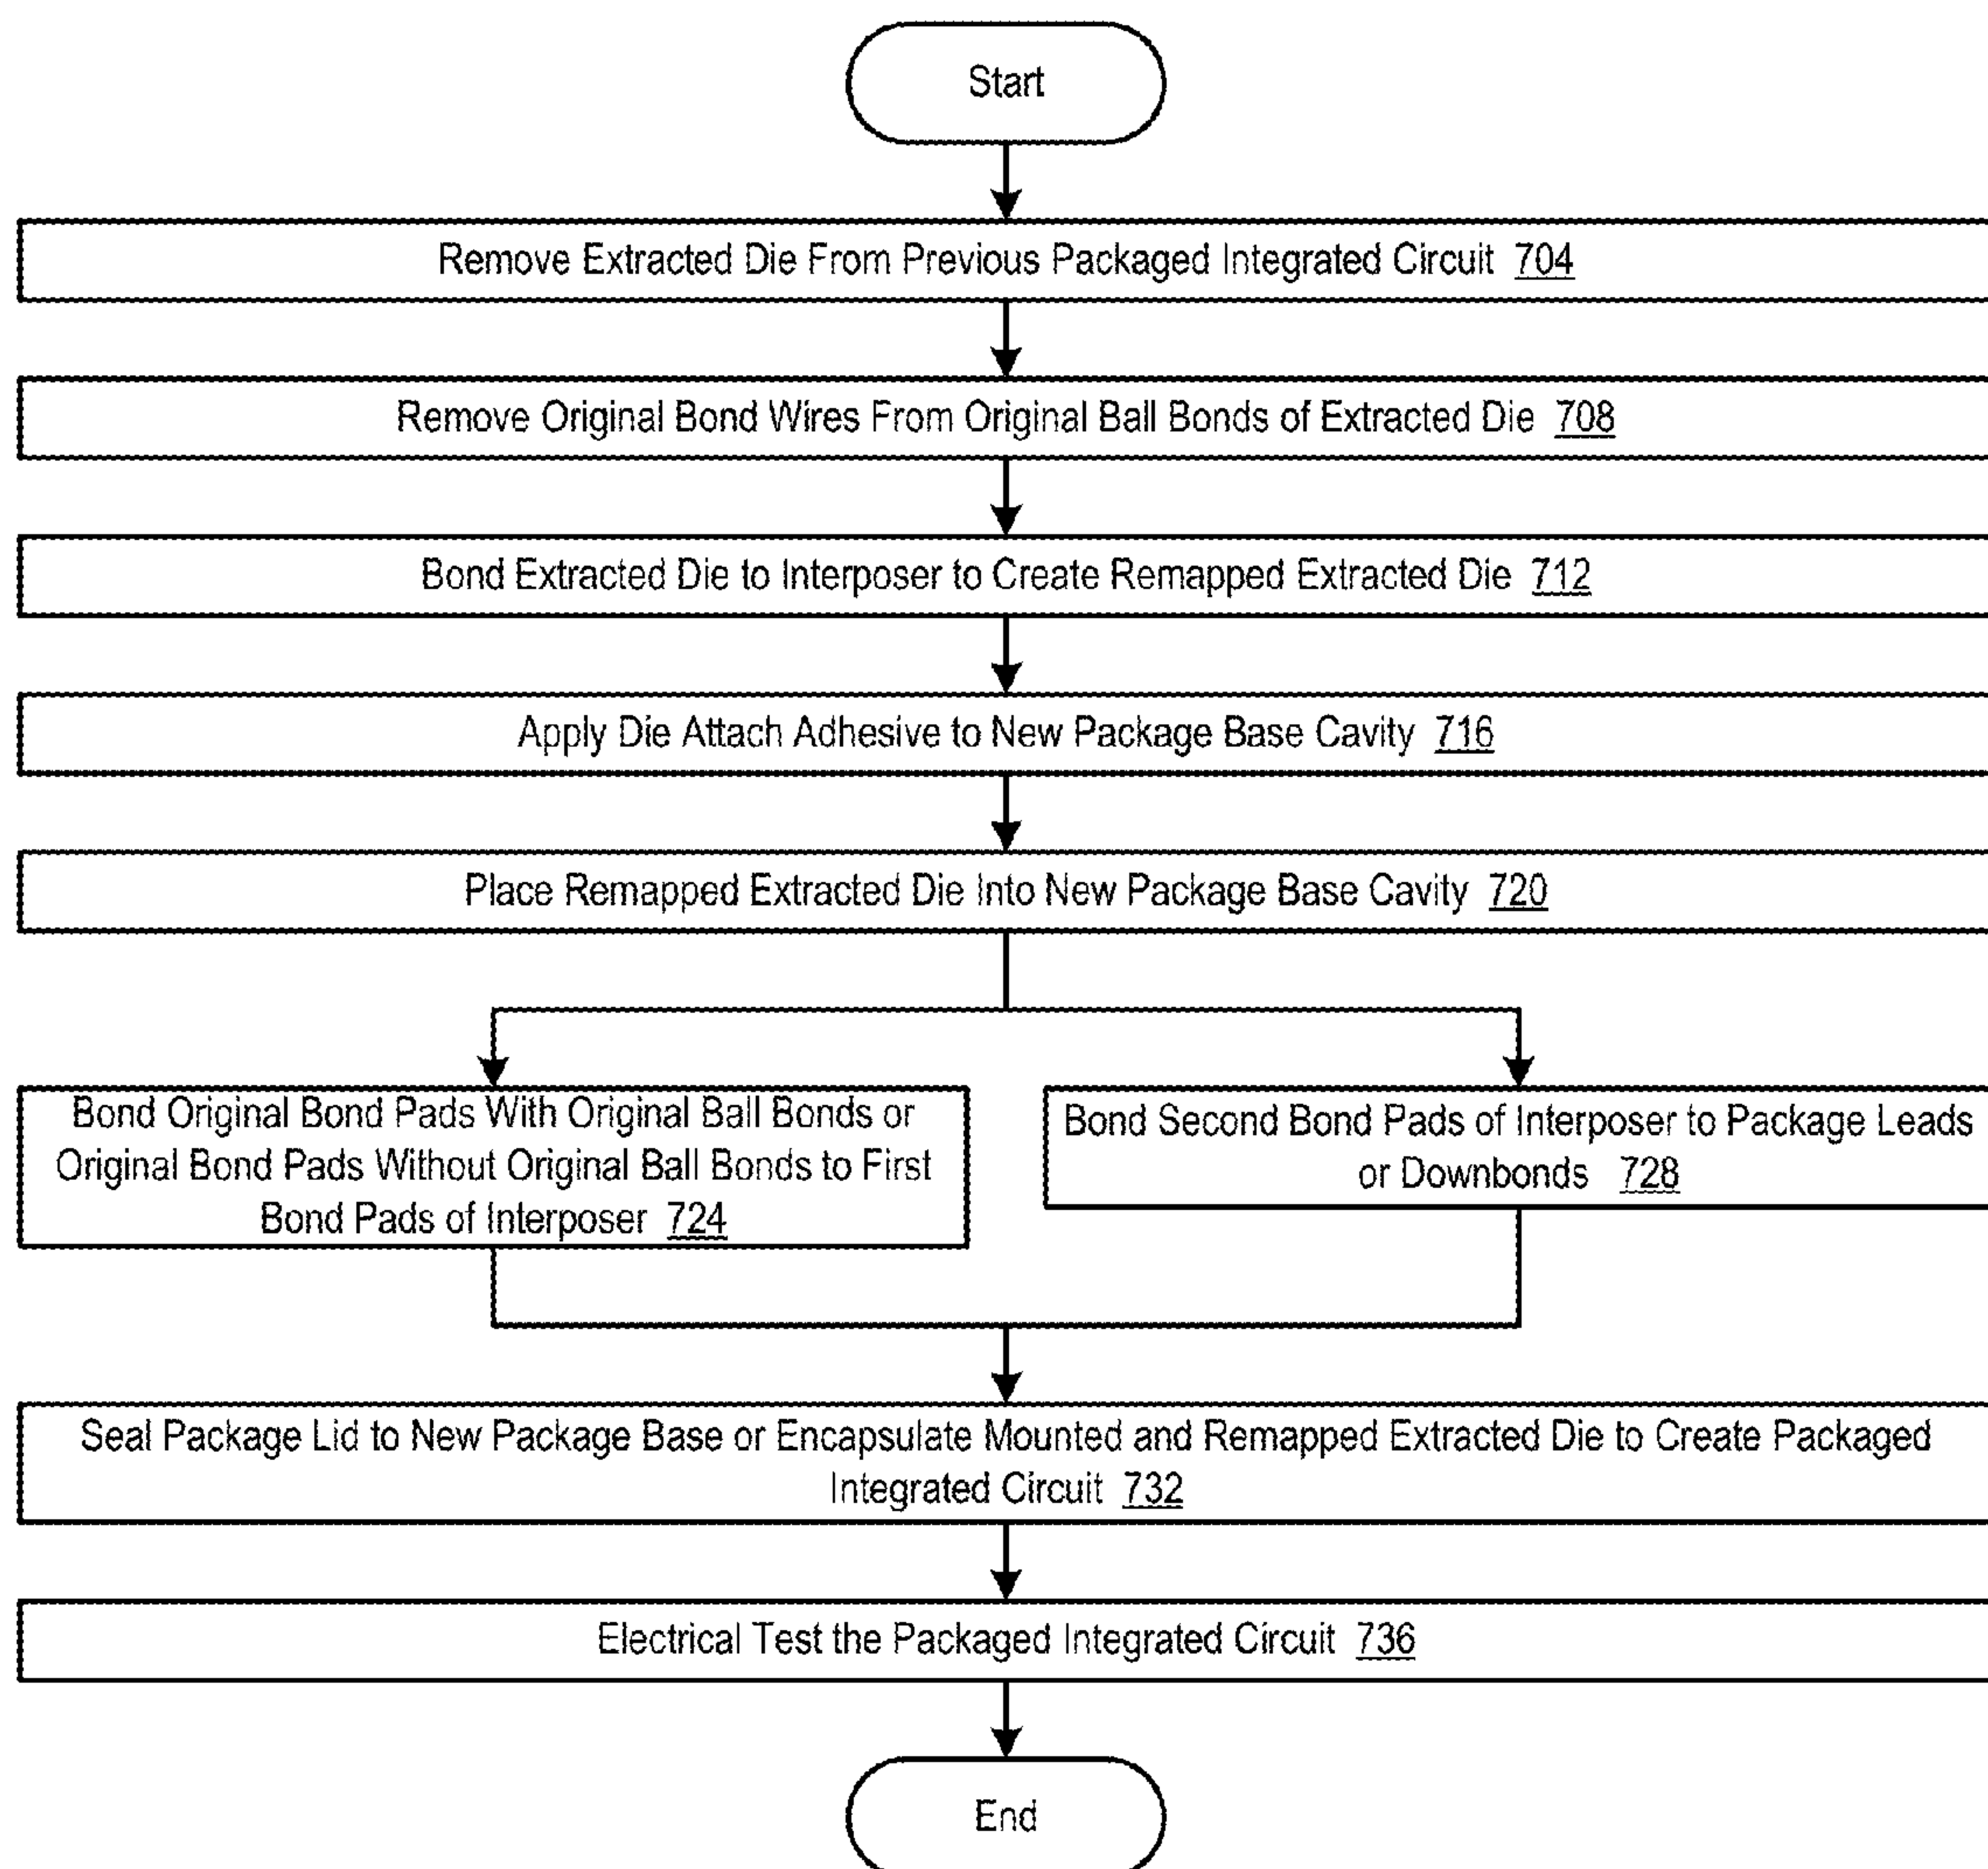 Start
Remove Extracted Die From Previous Packaged Integrated Circuit 704
Remove Original Bond Wires From Original Ball Bonds of Extracted Die 708
Bond Extracted Die to Interposer to Create Remapped Extracted Die 712
Apply Die Attach Adhesive to New Package Base Cavity 716
Place Remapped Extracted Die Into New Package Base Cavity 720
Bond Original Bond Pads With Original Ball Bonds or
Original Bond Pads Without Original Ball Bonds to First
Bond Pads of Interposer 724
Bond Second Bond Pads of Interposer to Package Leads
or Downbonds 728
Seal Package Lid to New Package Base or Encapsulate Mounted and Remapped Extracted Die to Create Packaged
Integrated Circuit 732
Electrical Test the Packaged Integrated Circuit 736
End